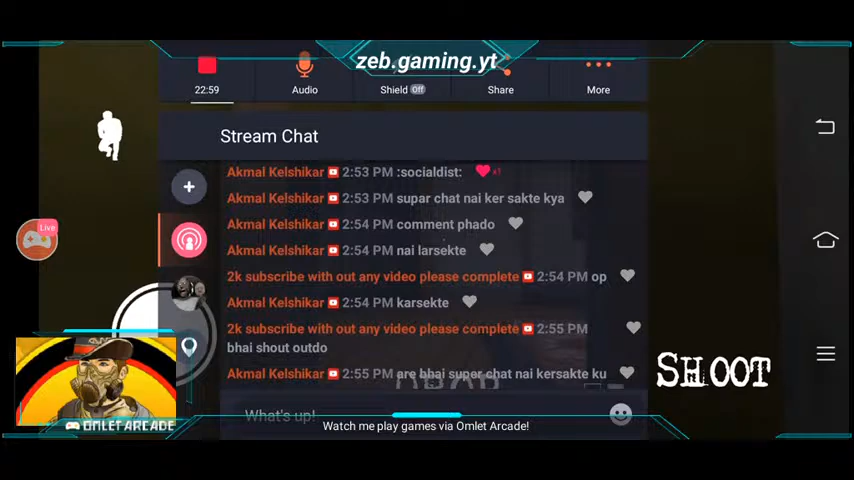 zeb.gaming.yt
22:59
Audio
Shield Off
Share
More
Stream Chat
Akmal Kelshikar 2:53 PM :socialdist: x1
Akmal Kelshikar 2:53 PM supar chat nai ker sakte kya
Akmal Kelshikar 2:54 PM comment phado
Akmal Kelshikar 2:54 PM nai larsekte
2k subscribe with out any video please complete 2:54 PM op
Akmal Kelshikar 2:54 PM karsekte
2k subscribe with out any video please complete 2:55 PM
bhai shout outdo
Akmal Kelshikar 2:55 PM are bhai super chat nai kersakte ku
Live
SHOOT
What's up!
OMLET ARCADE
Watch me play games via Omlet Arcade!